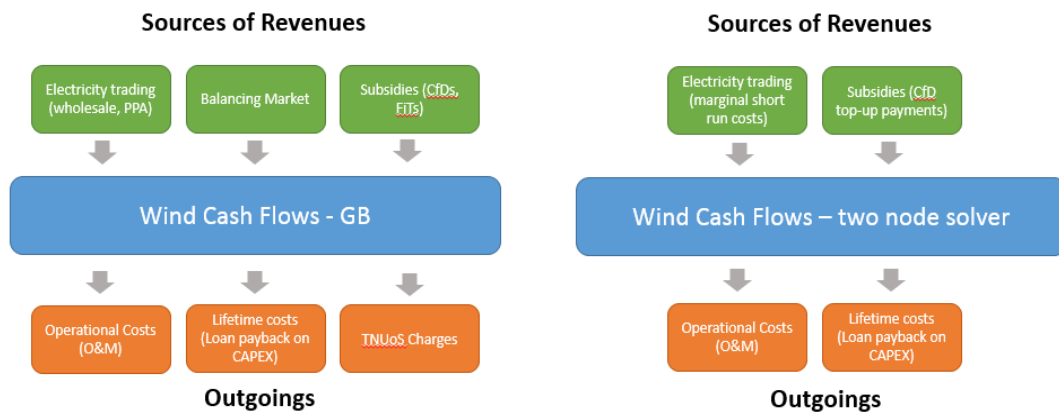 Sources of Revenues
Electricity trading
(wholesale, PPA)
Balancing Market
Subsidies (CfDs,
FiTs)
Wind Cash Flows - GB
Operational Costs
(O&M)
Lifetime costs
(Loan payback on
CAPEX)
TNUoS Charges
Outgoings
Sources of Revenues
Electricity trading
(marginal short
run costs)
Subsidies (CfD
top-up payments)
Wind Cash Flows – two node solver
Operational Costs
(O&M)
Lifetime costs
(Loan payback on
CAPEX)
Outgoings